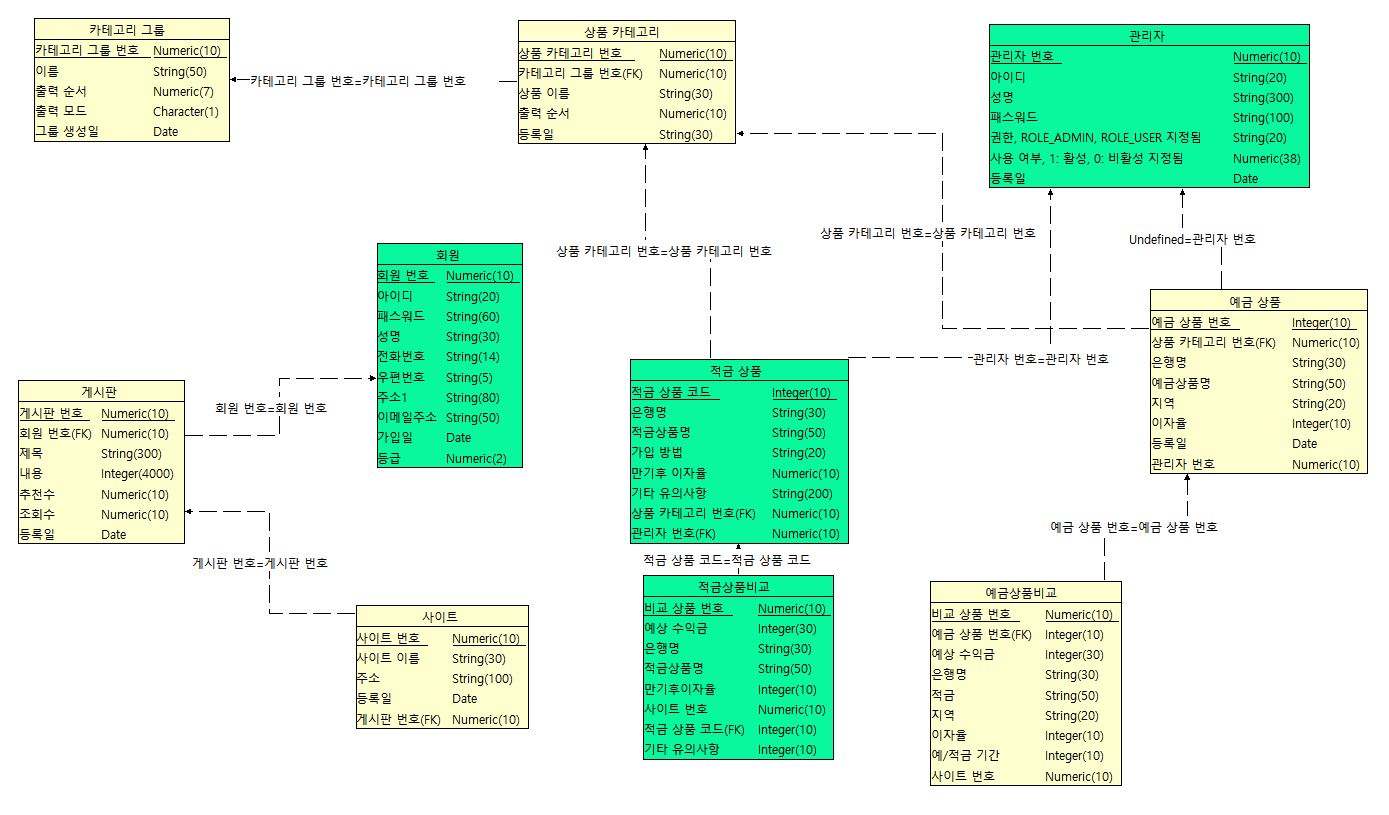 카테고리 그룹
카테고리 그룹 번호 Numeric(10)
이름 String(50)
출력 순서 Numeric(7)
출력 모드 Character(1)
그룹 생성일 Date
카테고리 그룹 번호=카테고리 그룹 번호
상품 카테고리
상품 카테고리 번호 Numeric(10)
카테고리 그룹 번호(FK) Numeric(10)
상품 이름 String(30)
출력 순서 Numeric(10)
등록일 String(30)
관리자
관리자 번호 Numeric(10)
아이디 String(20)
성명 String(300)
패스워드 String(100)
권한, ROLE_ADMIN, ROLE_USER 지정됨 String(20)
사용 여부, 1: 활성, 0: 비활성 지정됨 Numeric(38)
등록일 Date
상품 카테고리 번호=상품 카테고리 번호
상품 카테고리 번호=상품 카테고리 번호
Undefined=관리자 번호
회원
회원 번호 Numeric(10)
아이디 String(20)
패스워드 String(60)
성명 String(30)
전화번호 String(14)
우편번호 String(5)
주소1 String(80)
이메일주소 String(50)
가입일 Date
등급 Numeric(2)
예금 상품
예금 상품 번호 Integer(10)
상품 카테고리 번호(FK) Numeric(10)
은행명 String(30)
예금상품명 String(50)
지역 String(20)
이자율 Integer(10)
등록일 Date
관리자 번호 Numeric(10)
관리자 번호=관리자 번호
적금 상품
적금 상품 코드 Integer(10)
은행명 String(30)
적금상품명 String(50)
가입 방법 String(20)
만기후 이자율 Numeric(10)
기타 유의사항 String(200)
상품 카테고리 번호(FK) Numeric(10)
관리자 번호(FK) Numeric(10)
게시판
게시판 번호 Numeric(10)
회원 번호(FK) Numeric(10)
제목 String(300)
내용 Integer(4000)
추천수 Numeric(10)
조회수 Numeric(10)
등록일 Date
회원 번호=회원 번호
게시판 번호=게시판 번호
적금 상품 코드=적금 상품 코드
예금 상품 번호=예금 상품 번호
사이트
사이트 번호 Numeric(10)
사이트 이름 String(30)
주소 String(100)
등록일 Date
게시판 번호(FK) Numeric(10)
적금상품비교
비교 상품 번호 Numeric(10)
예상 수익금 Integer(30)
은행명 String(30)
적금상품명 String(50)
만기후이자율 Integer(10)
사이트 번호 Numeric(10)
적금 상품 코드(FK) Integer(10)
기타 유의사항 Integer(10)
예금상품비교
비교 상품 번호 Numeric(10)
예금 상품 번호(FK) Integer(10)
예상 수익금 Integer(30)
은행명 String(30)
적금 String(50)
지역 String(20)
이자율 Integer(10)
예/적금 기간 Integer(10)
사이트 번호 Numeric(10)